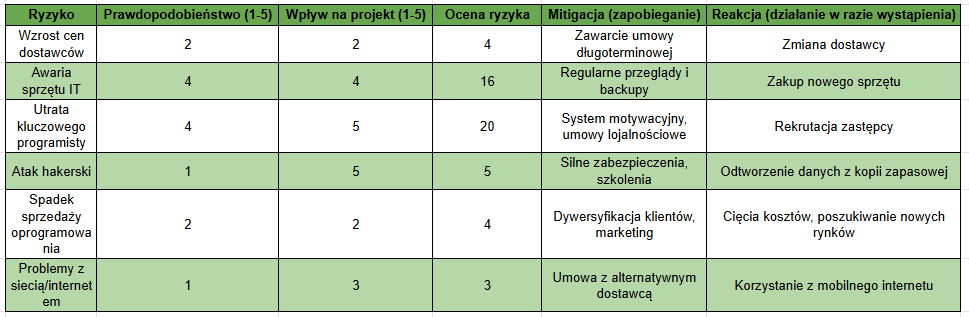 Ryzyko Prawdopodobieństwo (1-5) Wpływ na projekt (1-5) Ocena ryzyka Mitigacja (zapobieganie) Reakcja (działanie w razie wystąpienia)
Wzrost cen
dostawców
2
2
4
Zawarcie umowy
długoterminowej
Zmiana dostawcy
Awaria
sprzętu IT
4
4
16
Regularne przeglądy i
backupy
Zakup nowego sprzętu
Utrata
kluczowego
programisty
4
5
20
System motywacyjny,
umowy lojalnościowe
Rekrutacja zastępcy
Atak hakerski
1
5
5
Silne zabezpieczenia,
szkolenia
Odtworzenie danych z kopii zapasowej
Spadek
sprzedaży
oprogramowa
nia
2
2
4
Dywersyfikacja klientów,
marketing
Cięcia kosztów, poszukiwanie nowych
rynków
Problemy z
siecią/internet
em
1
3
3
Umowa z alternatywnym
dostawcą
Korzystanie z mobilnego internetu